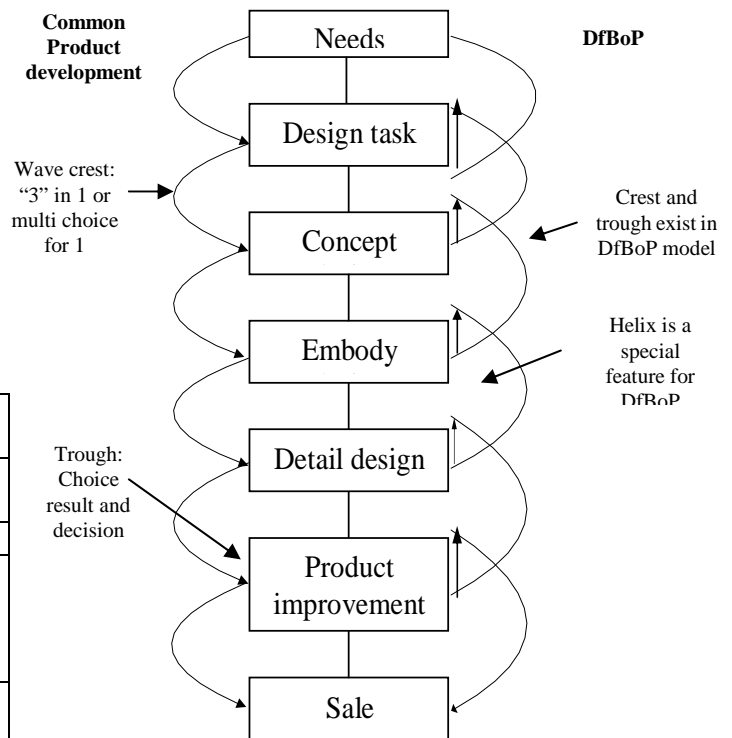 Common
Product
development
DfBoP
Needs
Design task
Wave crest:
“3” in 1 or
multi choice
for 1
Crest and
trough exist in
DfBoP model
Concept
Embody
Helix is a
special
feature for
DfBoP
Detail design
Trough:
Choice
result and
decision
Product
improvement
Sale